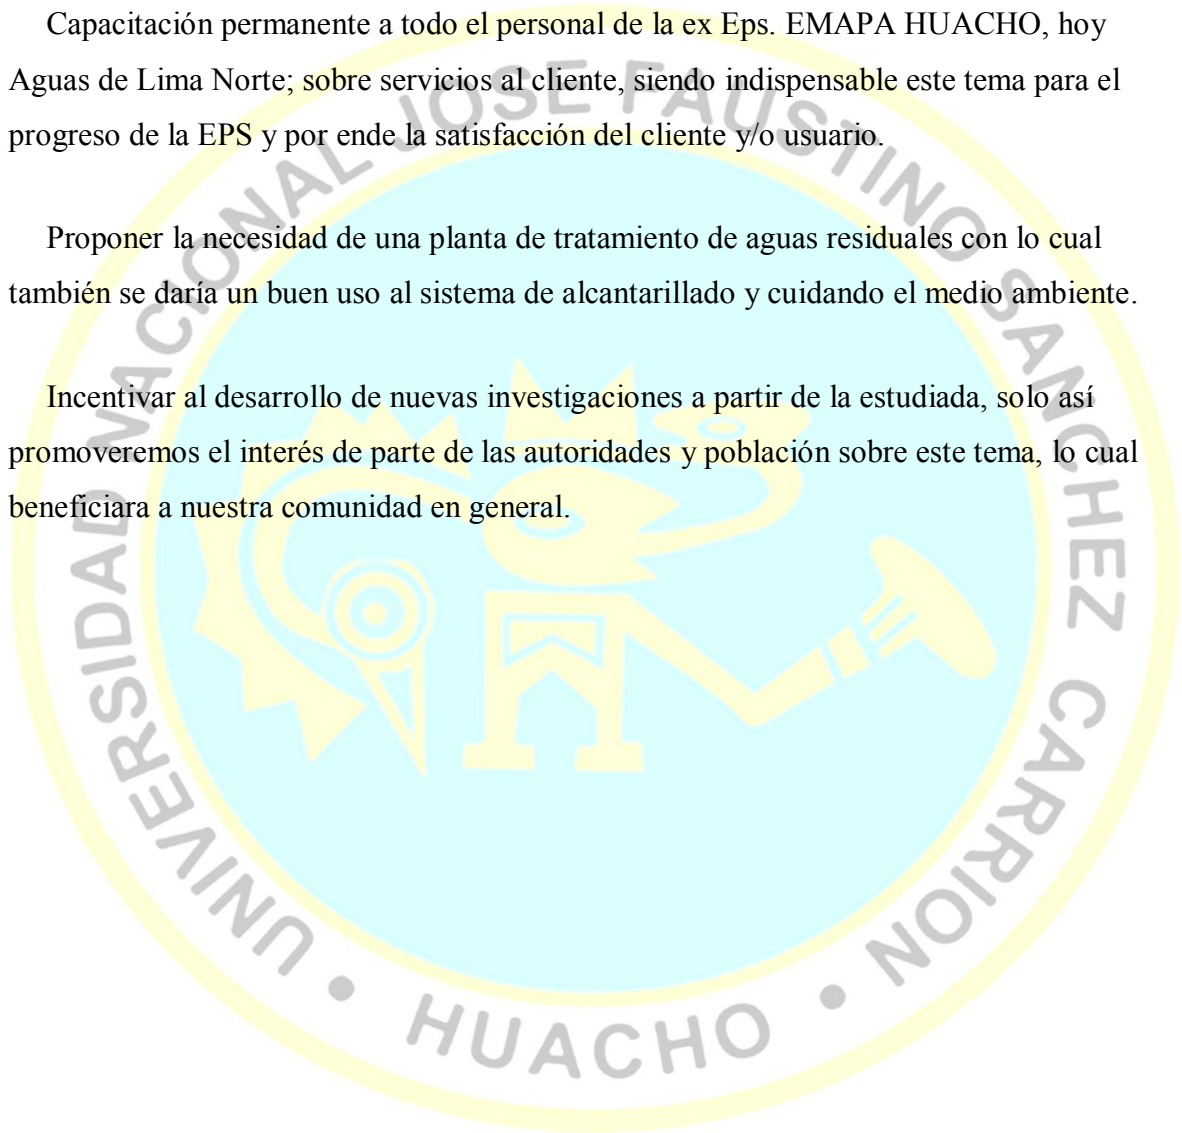 Capacitación permanente a todo el personal de la ex Eps. EMAPA HUACHO, hoy
Aguas de Lima Norte; sobre servicios al cliente, siendo indispensable este tema para el
progreso de la EPS y por ende la satisfacción del cliente y/o usuario.
Proponer la necesidad de una planta de tratamiento de aguas residuales con lo cual
también se daría un buen uso al sistema de alcantarillado y cuidando el medio ambiente.
Incentivar al desarrollo de nuevas investigaciones a partir de la estudiada, solo así
promoveremos el interés de parte de las autoridades y población sobre este tema, lo cual
beneficiara a nuestra comunidad en general.
UNIVERSIDAD NACIONAL JOSE FAUSTINO SANCHEZ CARRION
• HUACHO •